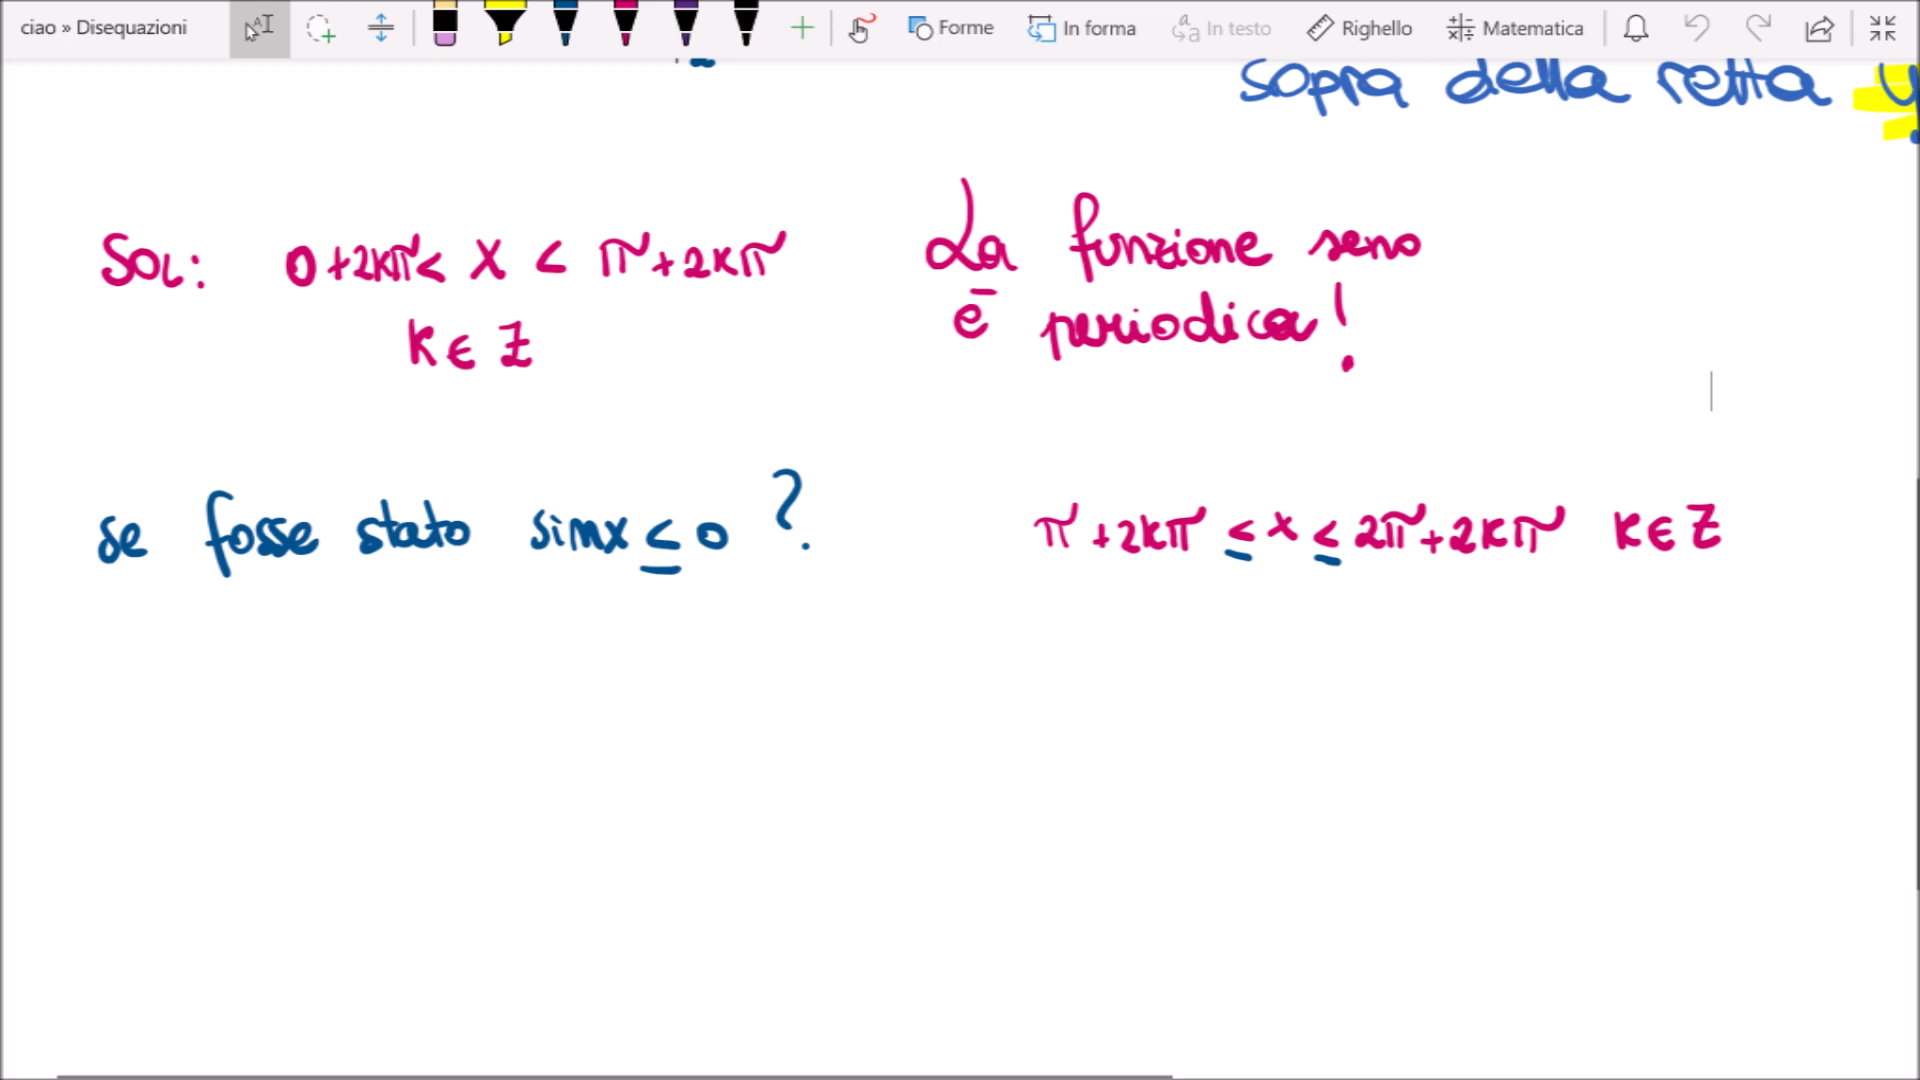 ciao » Disequazioni Forme In forma In testo Righello Matematica
sopra della retta y
SOL: 0+2kπ < x < π+2kπ
k ∈ Z
La funzione seno
è periodica!
se fosse stato sinx ≤ 0 ?
π+2kπ ≤ x ≤ 2π+2kπ k ∈ Z